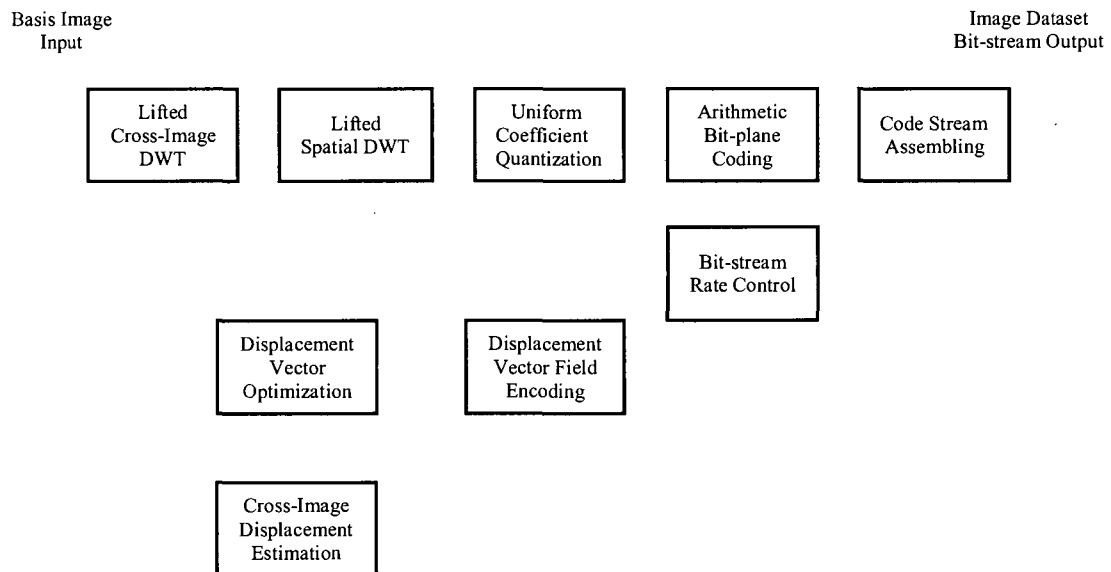 Basis Image
Input
Image Dataset
Bit-stream Output
Lifted
Cross-Image
DWT
Lifted
Spatial DWT
Uniform
Coefficient
Quantization
Arithmetic
Bit-plane
Coding
Code Stream
Assembling
Bit-stream
Rate Control
Displacement
Vector
Optimization
Displacement
Vector Field
Encoding
Cross-Image
Displacement
Estimation